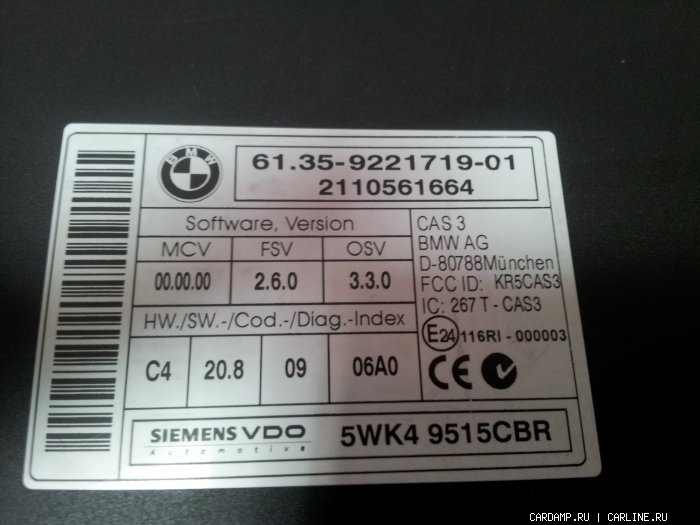 BMW
61.35-9221719-01
2110561664
Software, Version
MCV FSV OSV
00.00.00 2.6.0 3.3.0
HW./SW.-/Cod.-/Diag.-Index
C4 20.8 09 06A0
CAS 3
BMW AG
D-80788München
FCC ID: KR5CAS3
IC: 267 T - CAS3
E24 116RI - 000003
CE
SIEMENS VDO
Automotive
5WK4 9515CBR
CARDAMP.RU | CARLINE.RU